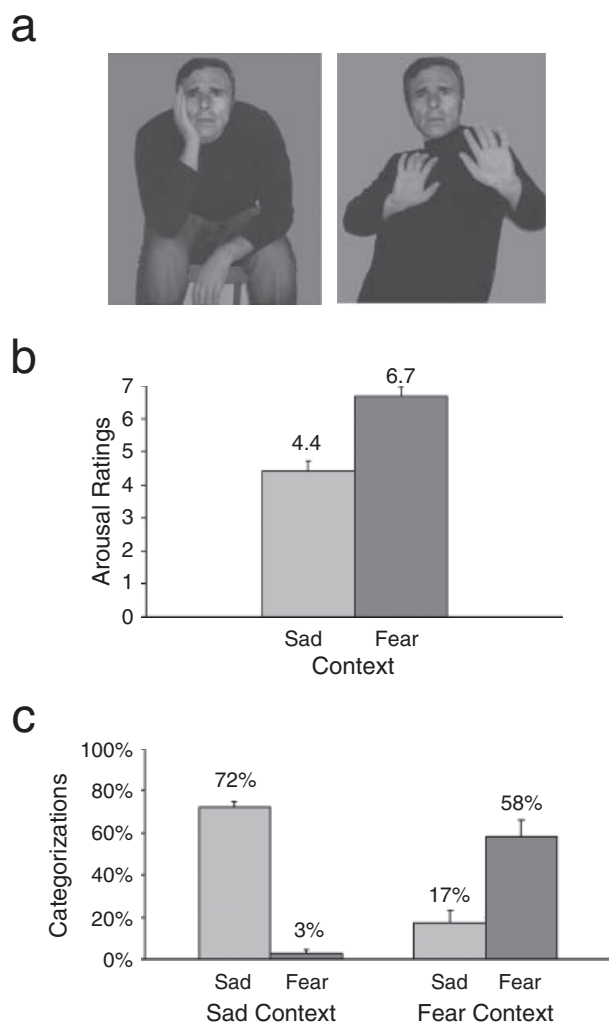 a
b
Arousal Ratings
7
6
5
4
3
2
1
0
4.4
6.7
Sad Fear
Context
c
Categorizations
100%
80%
60%
40%
20%
0%
72%
3%
17%
58%
Sad Fear Sad Fear
Sad Context Fear Context